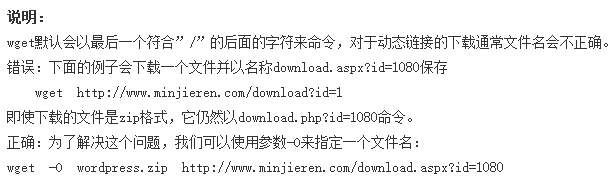 说明：
wget默认会以最后一个符合”/”的后面的字符来命令，对于动态链接的下载通常文件名会不正确。
错误：下面的例子会下载一个文件并以名称download.aspx?id=1080保存
wget http://www.minjieren.com/download?id=1
即使下载的文件是zip格式，它仍然以download.php?id=1080命令。
正确：为了解决这个问题，我们可以使用参数-O来指定一个文件名：
wget -O wordpress.zip http://www.minjieren.com/download.aspx?id=1080